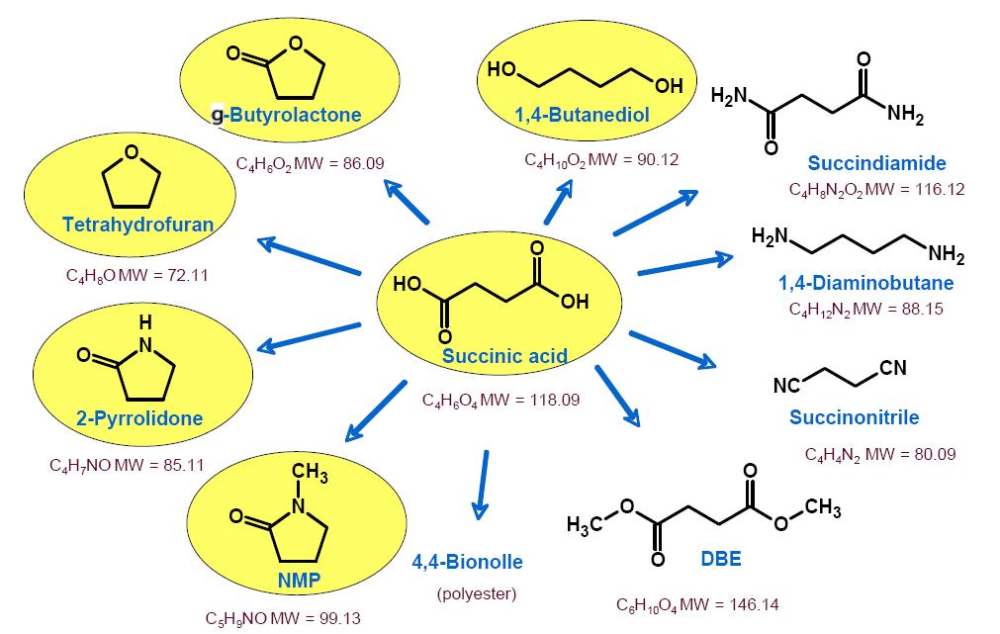 O
O
g-Butyrolactone
C₄H₆O₂ MW = 86.09
HO
OH
1,4-Butanediol
C₄H₁₀O₂ MW = 90.12
O
H₂N
NH₂
O
Succindiamide
C₄H₈N₂O₂ MW = 116.12
O
Tetrahydrofuran
C₄H₈O MW = 72.11
H₂N
NH₂
1,4-Diaminobutane
C₄H₁₂N₂ MW = 88.15
O
HO
OH
O
Succinic acid
C₄H₆O₄ MW = 118.09
H
N
O
2-Pyrrolidone
C₄H₇NO MW = 85.11
CN
NC
Succinonitrile
C₄H₄N₂ MW = 80.09
CH₃
N
O
NMP
C₅H₉NO MW = 99.13
4,4-Bionolle
(polyester)
O
O
CH₃
H₃C
O
O
DBE
C₆H₁₀O₄ MW = 146.14